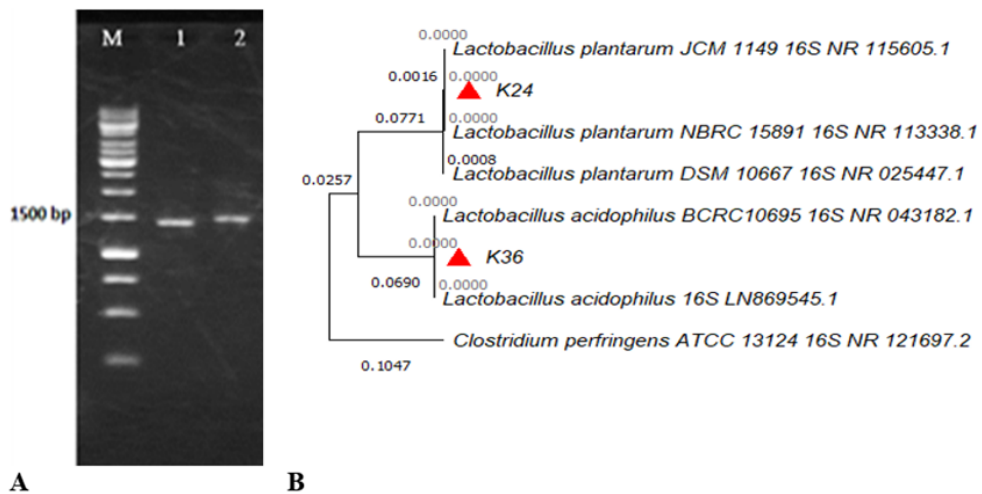 M 1 2
1500 bp
A
0.0000
Lactobacillus plantarum JCM 1149 16S NR 115605.1
0.0016 0.0000
K24
0.0771 0.0000
Lactobacillus plantarum NBRC 15891 16S NR 113338.1
0.0008
Lactobacillus plantarum DSM 10667 16S NR 025447.1
0.0257
0.0000
Lactobacillus acidophilus BCRC10695 16S NR 043182.1
0.0000
K36
0.0690 0.0000
Lactobacillus acidophilus 16S LN869545.1
Clostridium perfringens ATCC 13124 16S NR 121697.2
0.1047
B